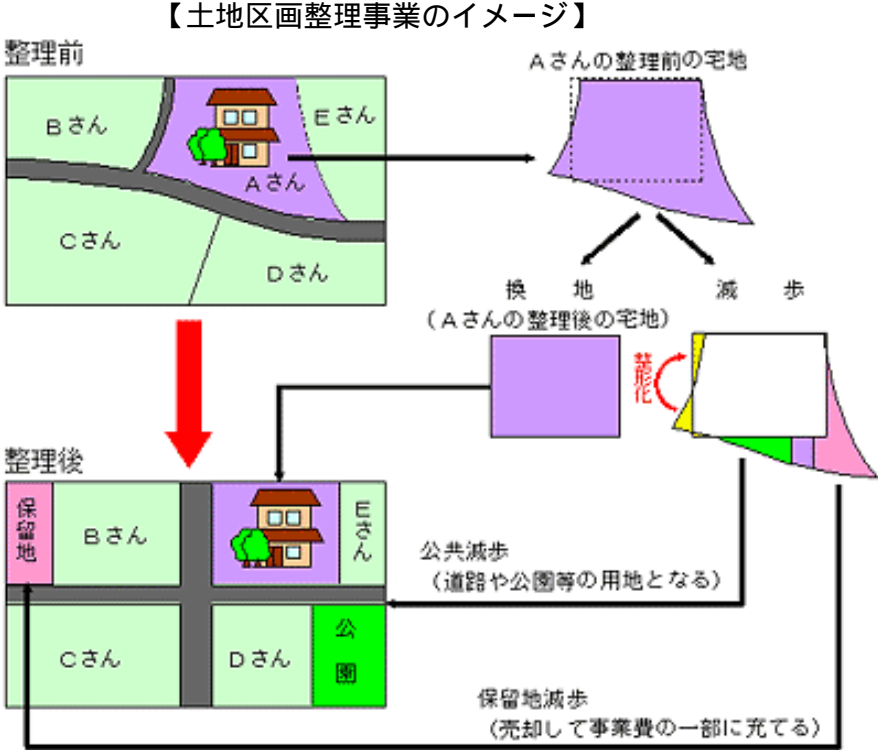 【土地区画整理事業のイメージ】
整理前
Aさんの整理前の宅地
Bさん
Eさん
Aさん
Cさん
Dさん
換 地
(Aさんの整理後の宅地)
減 歩
整形化
整理後
保留地
Bさん
Eさん
公共減歩
(道路や公園等の用地となる)
Cさん
Dさん
公園
保留地減歩
(売却して事業費の一部に充てる)